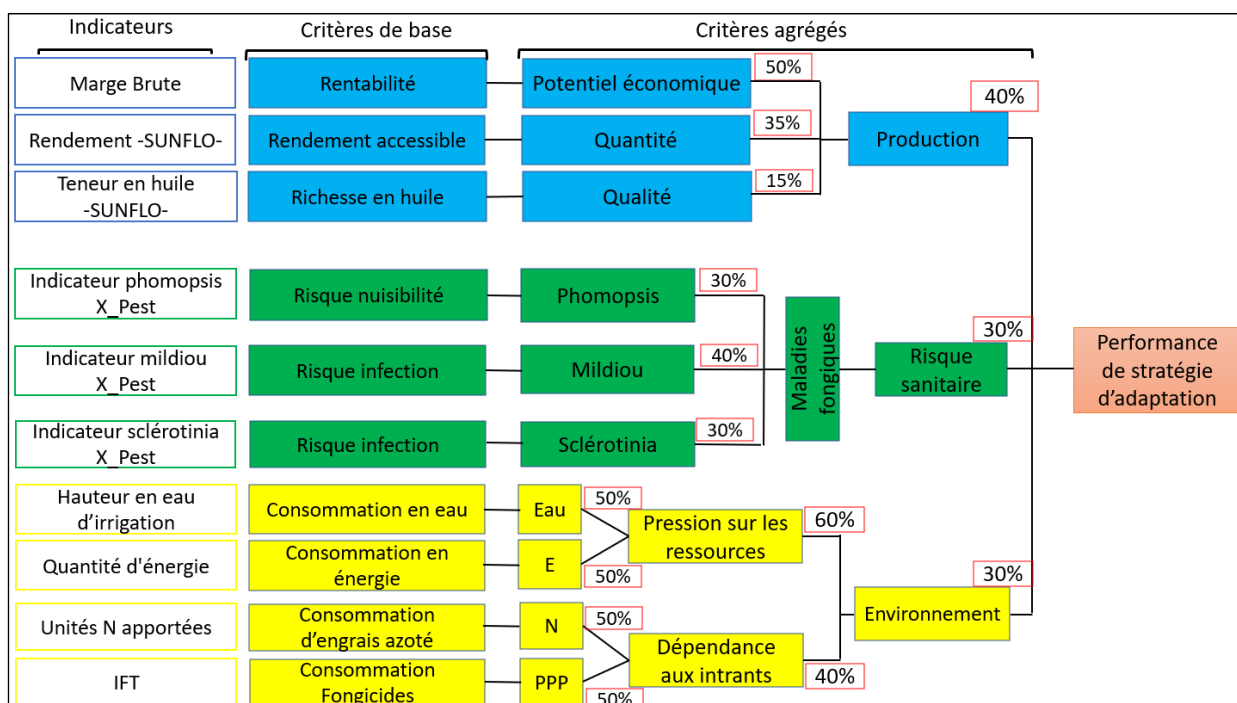 Indicateurs
Critères de base
Critères agrégés
Marge Brute
Rentabilité
Potentiel économique
50%
40%
Rendement -SUNFLO-
Rendement accessible
Quantité
35%
Production
Teneur en huile
-SUNFLO-
Richesse en huile
Qualité
15%
Indicateur phomopsis
X_Pest
Risque nuisibilité
Phomopsis
30%
Indicateur mildiou
X_Pest
Risque infection
Mildiou
40%
Maladies
fongiques
30%
Risque
sanitaire
Performance
de stratégie
d'adaptation
Indicateur sclérotinia
X_Pest
Risque infection
Sclérotinia
30%
Hauteur en eau
d'irrigation
Consommation en eau
Eau
50%
Pression sur les
ressources
60%
Quantité d'énergie
Consommation en
énergie
E
50%
30%
Environnement
Unités N apportées
Consommation
d'engrais azoté
N
50%
Dépendance
aux intrants
40%
IFT
Consommation
Fongicides
PPP
50%